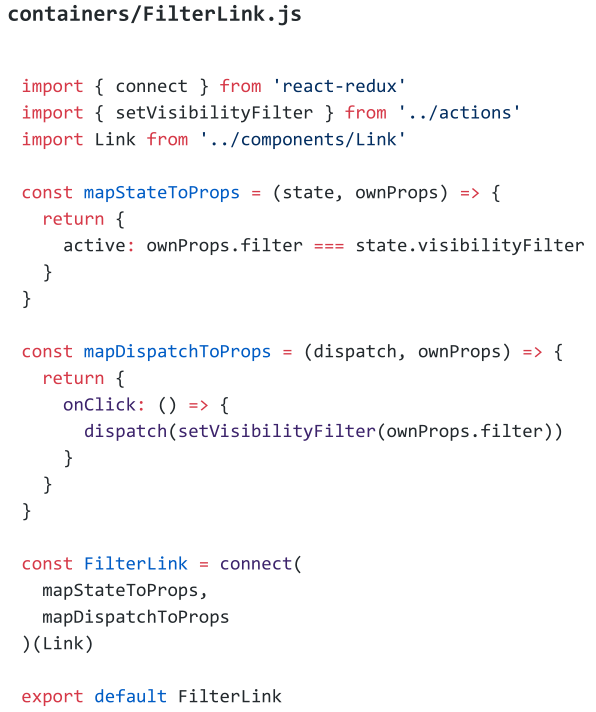 containers/FilterLink.js
import { connect } from 'react-redux'
import { setVisibilityFilter } from '../actions'
import Link from '../components/Link'
const mapStateToProps = (state, ownProps) => {
  return {
    active: ownProps.filter === state.visibilityFilter
  }
}
const mapDispatchToProps = (dispatch, ownProps) => {
  return {
    onClick: () => {
      dispatch(setVisibilityFilter(ownProps.filter))
    }
  }
}
const FilterLink = connect(
  mapStateToProps,
  mapDispatchToProps
)(Link)
export default FilterLink